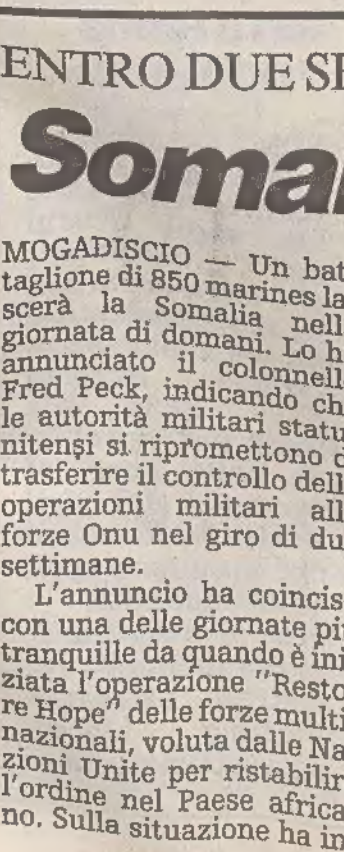 ENTRO DUE SE
Somal
MOGADISCIO — Un bat
taglione di 850 marines la
scerà la Somalia nell
giornata di domani. Lo h
annunciato il colonnell
Fred Peck, indicando ch
le autorità militari statu
nitensi si ripromettono d
trasferire il controllo dell
operazioni militari all
forze Onu nel giro di du
settimane.
L'annuncio ha coincis
con una delle giornate pi
tranquille da quando è ini
ziata l'operazione "Resto
re Hope" delle forze multi
nazionali, voluta dalle Na
zioni Unite per ristabilir
l'ordine nel Paese africa
no. Sulla situazione ha in